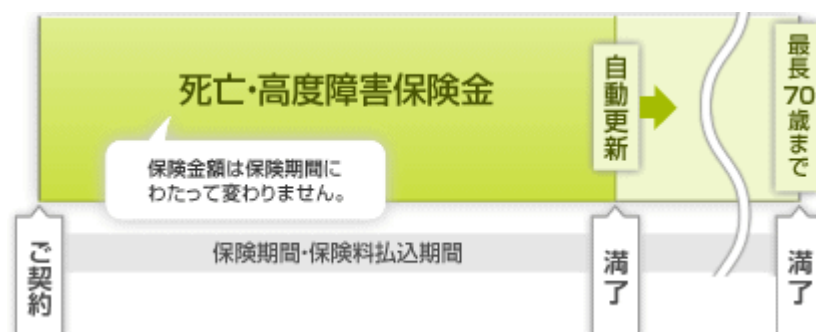 死亡・高度障害保険金
保険金額は保険期間に
わたって変わりません。
自動更新
最長70歳まで
保険期間・保険料払込期間
ご契約
満了
満了